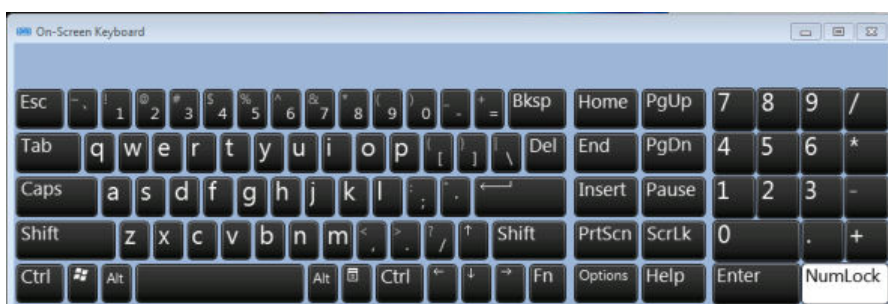 On-Screen Keyboard
Esc ~ ` ! 1 @ 2 # 3 $ 4 % 5 ^ 6 & 7 * 8 ( 9 ) 0 _ - + = Bksp Home PgUp 7 8 9 /
Tab q w e r t y u i o p { [ } ] | \ Del End PgDn 4 5 6 *
Caps a s d f g h j k l : ; " ' Insert Pause 1 2 3 -
Shift z x c v b n m < , > . ? / ↑ Shift PrtScn ScrLk 0 . +
Ctrl Alt Alt Ctrl ← ↓ → Fn Options Help Enter NumLock